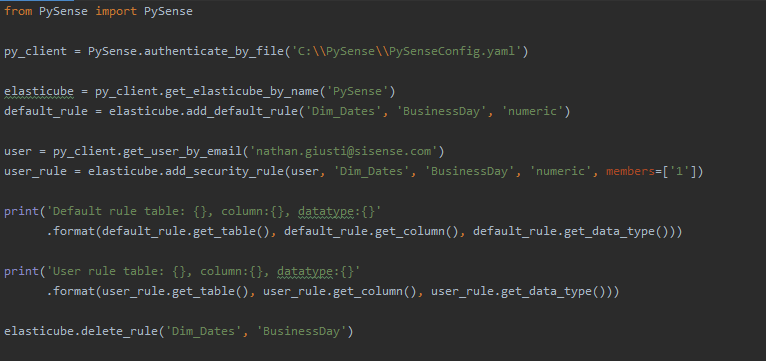 from PySense import PySense
py_client = PySense.authenticate_by_file('C:\\PySense\\PySenseConfig.yaml')
elasticube = py_client.get_elasticube_by_name('PySense')
default_rule = elasticube.add_default_rule('Dim_Dates', 'BusinessDay', 'numeric')
user = py_client.get_user_by_email('nathan.giusti@sisense.com')
user_rule = elasticube.add_security_rule(user, 'Dim_Dates', 'BusinessDay', 'numeric', members=['1'])
print('Default rule table: {}, column:{}, datatype:{}'
.format(default_rule.get_table(), default_rule.get_column(), default_rule.get_data_type()))
print('User rule table: {}, column:{}, datatype:{}'
.format(user_rule.get_table(), user_rule.get_column(), user_rule.get_data_type()))
elasticube.delete_rule('Dim_Dates', 'BusinessDay')